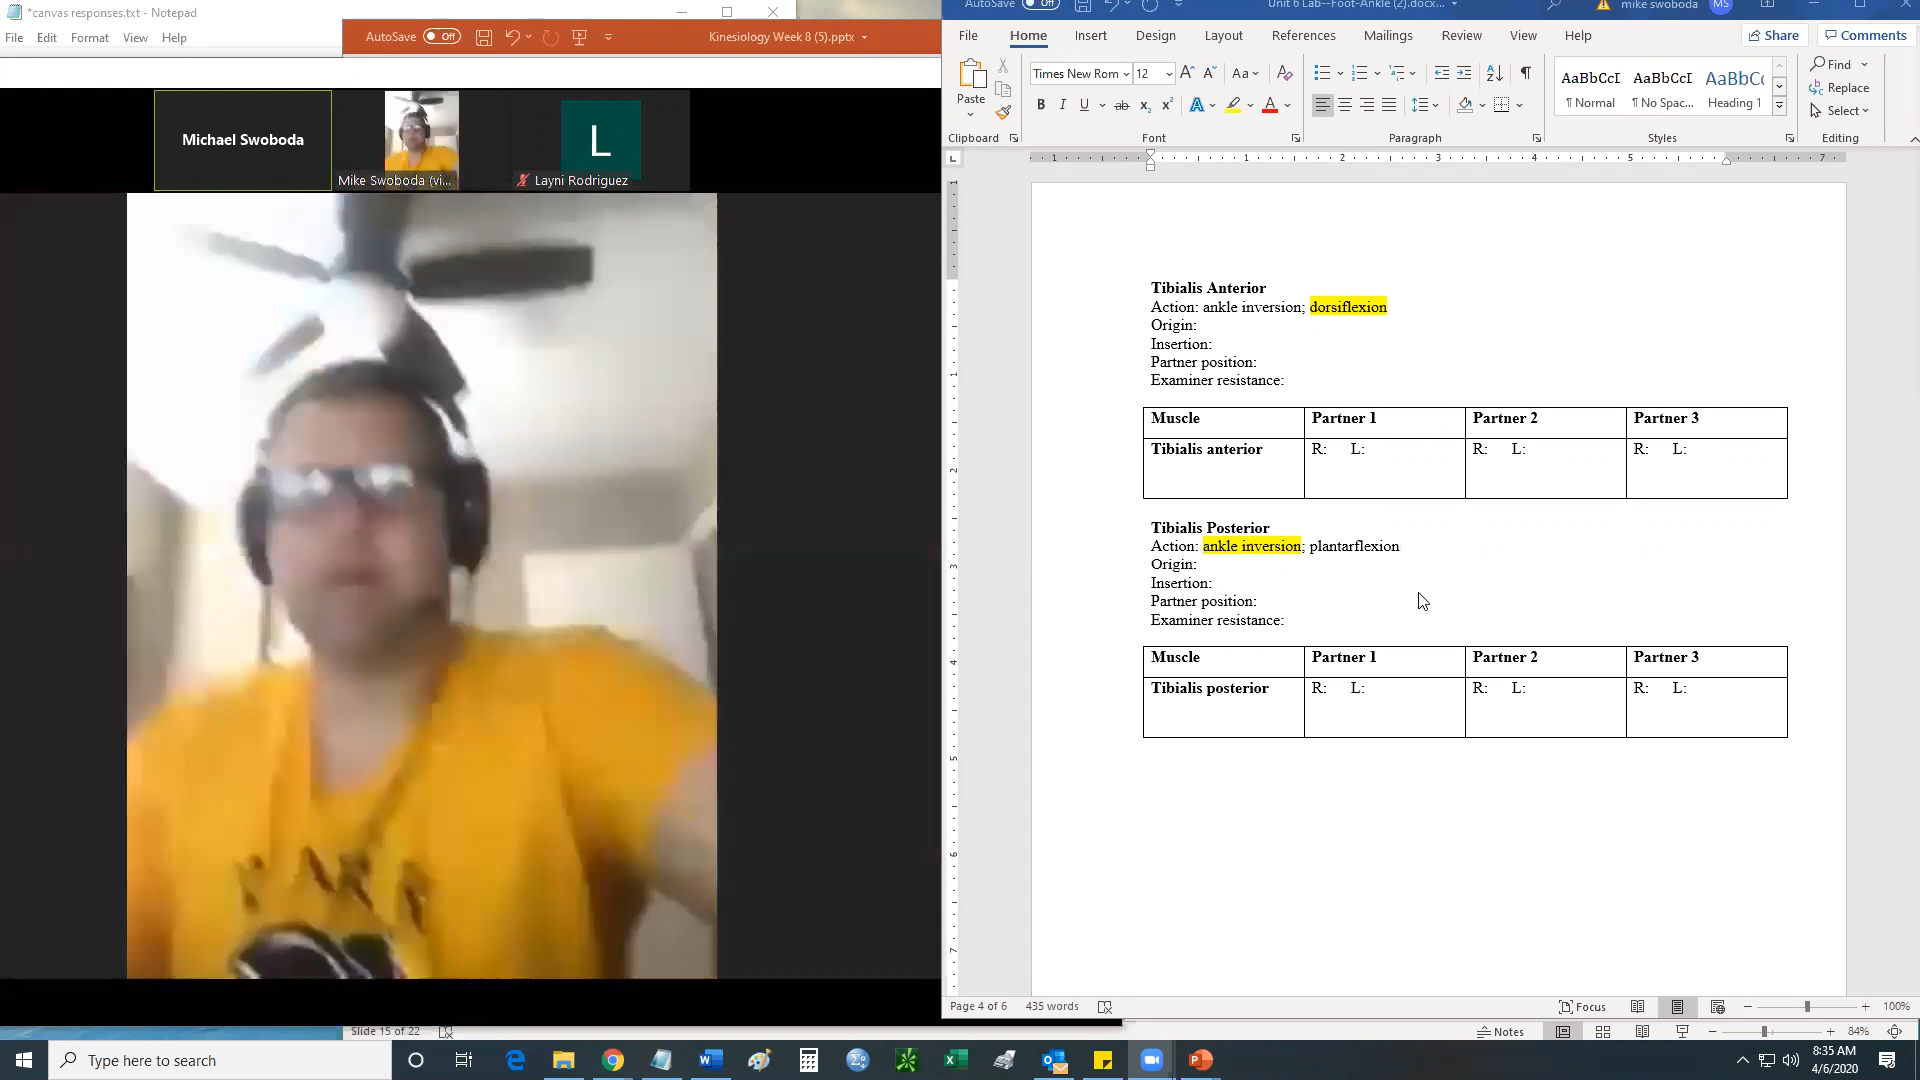 *canvas responses.txt - Notepad
File Edit Format View Help
AutoSave Off Kinesiology Week 8 (5).pptx
Michael Swoboda
Mike Swoboda (vi...
L
Layni Rodriguez
Slide 15 of 22
AutoSave Off Unit 6 Lab--Foot-Ankle (2).docx... mike swoboda MS
File Home Insert Design Layout References Mailings Review View Help Share Comments
Paste
Times New Rom 12
AaBbCcI AaBbCcI AaBbCc
¶ Normal ¶ No Spac... Heading 1
Find
Replace
Select
Clipboard Font Paragraph Styles Editing
Tibialis Anterior
Action: ankle inversion; dorsiflexion
Origin:
Insertion:
Partner position:
Examiner resistance:
Muscle Partner 1 Partner 2 Partner 3
Tibialis anterior R: L: R: L: R: L:
Tibialis Posterior
Action: ankle inversion; plantarflexion
Origin:
Insertion:
Partner position:
Examiner resistance:
Muscle Partner 1 Partner 2 Partner 3
Tibialis posterior R: L: R: L: R: L:
Page 4 of 6 435 words Focus 100%
Notes 84%
Type here to search
8:35 AM
4/6/2020